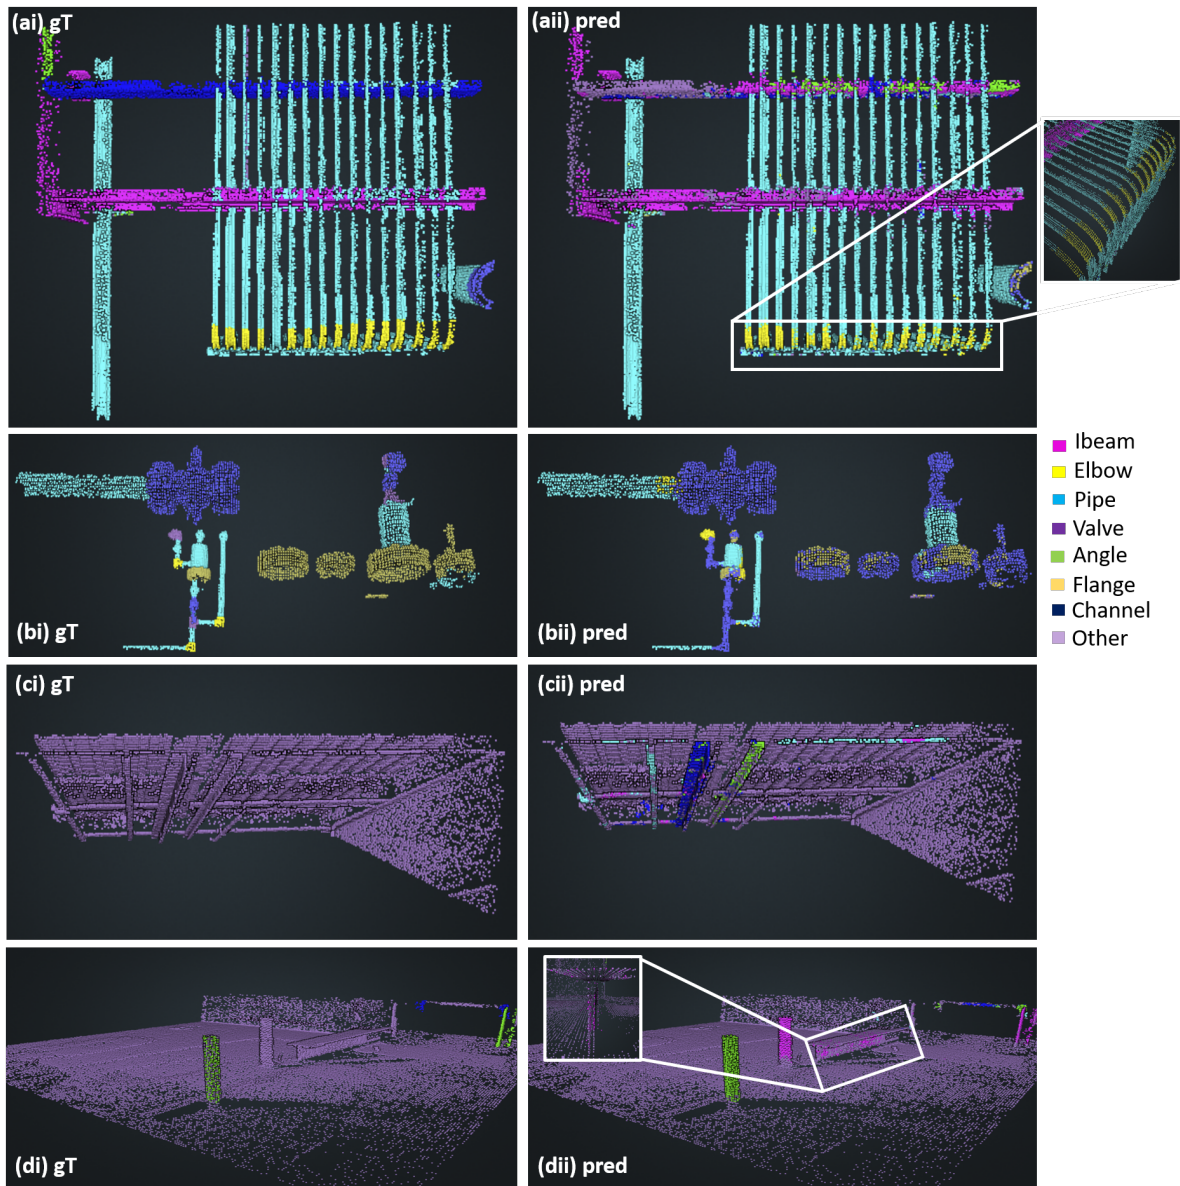 (ai) gT
(aii) pred
Ibeam
Elbow
Pipe
Valve
Angle
Flange
Channel
Other
(bi) gT
(bii) pred
(ci) gT
(cii) pred
(di) gT
(dii) pred